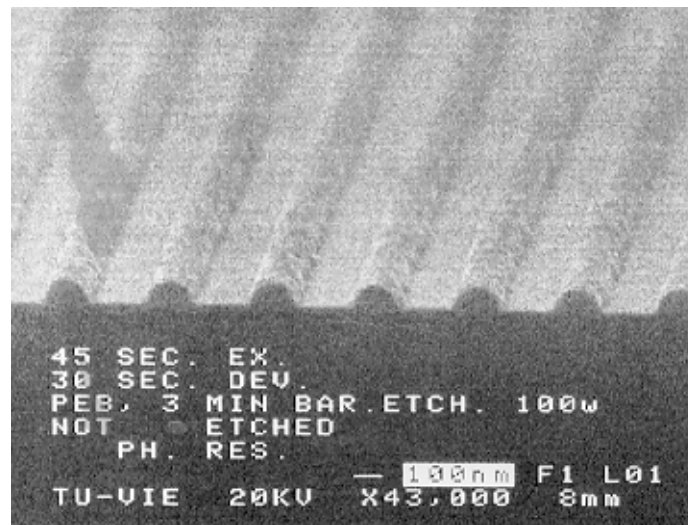 45 SEC. EX.
30 SEC. DEV.
PEB, 3 MIN BAR.ETCH. 100w
NOT ETCHED
PH. RES.
100nm F1 L01
TU-VIE 20KV X43,000 8mm